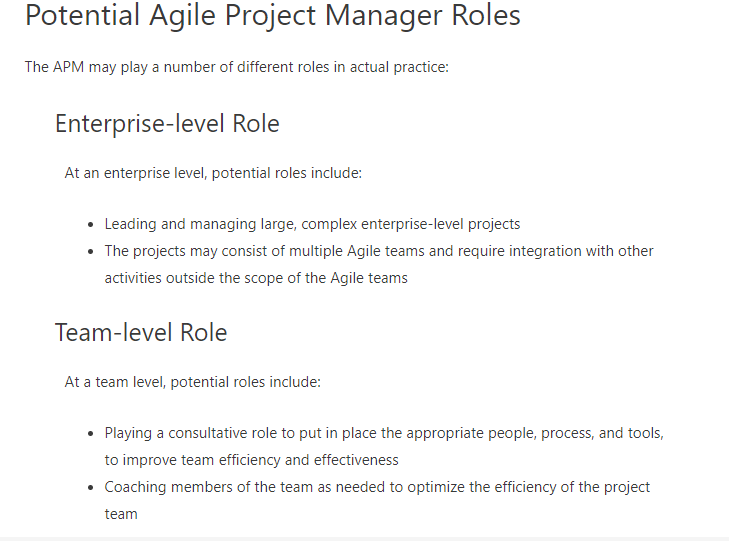 Potential Agile Project Manager Roles
The APM may play a number of different roles in actual practice:
Enterprise-level Role
At an enterprise level, potential roles include:
• Leading and managing large, complex enterprise-level projects
• The projects may consist of multiple Agile teams and require integration with other
activities outside the scope of the Agile teams
Team-level Role
At a team level, potential roles include:
• Playing a consultative role to put in place the appropriate people, process, and tools,
to improve team efficiency and effectiveness
• Coaching members of the team as needed to optimize the efficiency of the project
team